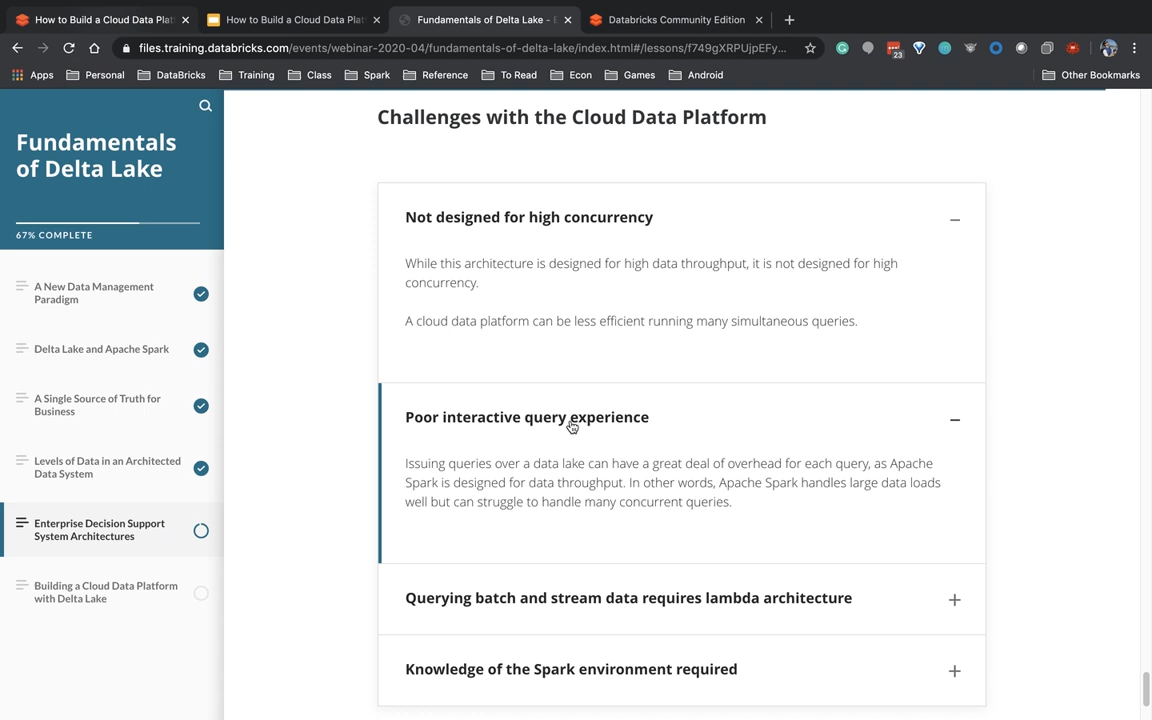 How to Build a Cloud Data Plat
How to Build a Cloud Data Plat
Fundamentals of Delta Lake - E
Databricks Community Edition
files.training.databricks.com/events/webinar-2020-04/fundamentals-of-delta-lake/index.html#/lessons/f749gXRPUjpEFy...
23
Apps
Personal
DataBricks
Training
Class
Spark
Reference
To Read
Econ
Games
Android
Other Bookmarks
Fundamentals
of Delta Lake
67% COMPLETE
A New Data Management
Paradigm
Delta Lake and Apache Spark
A Single Source of Truth for
Business
Levels of Data in an Architected
Data System
Enterprise Decision Support
System Architectures
Building a Cloud Data Platform
with Delta Lake
Challenges with the Cloud Data Platform
Not designed for high concurrency
While this architecture is designed for high data throughput, it is not designed for high
concurrency.
A cloud data platform can be less efficient running many simultaneous queries.
Poor interactive query experience
Issuing queries over a data lake can have a great deal of overhead for each query, as Apache
Spark is designed for data throughput. In other words, Apache Spark handles large data loads
well but can struggle to handle many concurrent queries.
Querying batch and stream data requires lambda architecture
Knowledge of the Spark environment required